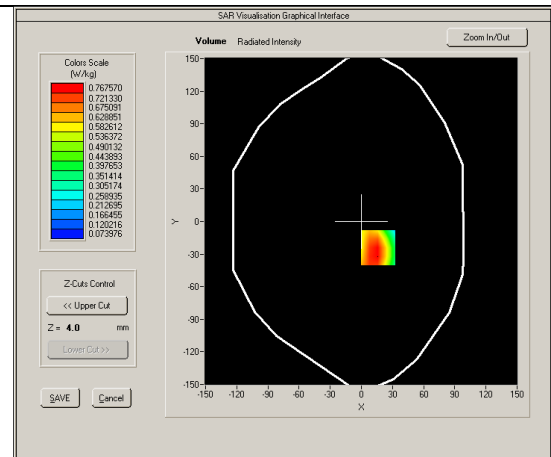 SAR Visualisation Graphical Interface
Volume Radiated Intensity
Zoom In/Out
Colors Scale
(W/kg)
0.767570
0.721330
0.675091
0.628851
0.582612
0.536372
0.490132
0.443893
0.397653
0.351414
0.305174
0.258935
0.212695
0.166455
0.120216
0.073976
Z-Cuts Control
<< Upper Cut
Z = 4.0 mm
Lower Cut >>
SAVE Cancel
150
120
90
60
30
Y 0
-30
-60
-90
-120
-150
-150 -120 -90 -60 -30 0 30 60 90 120 150
X